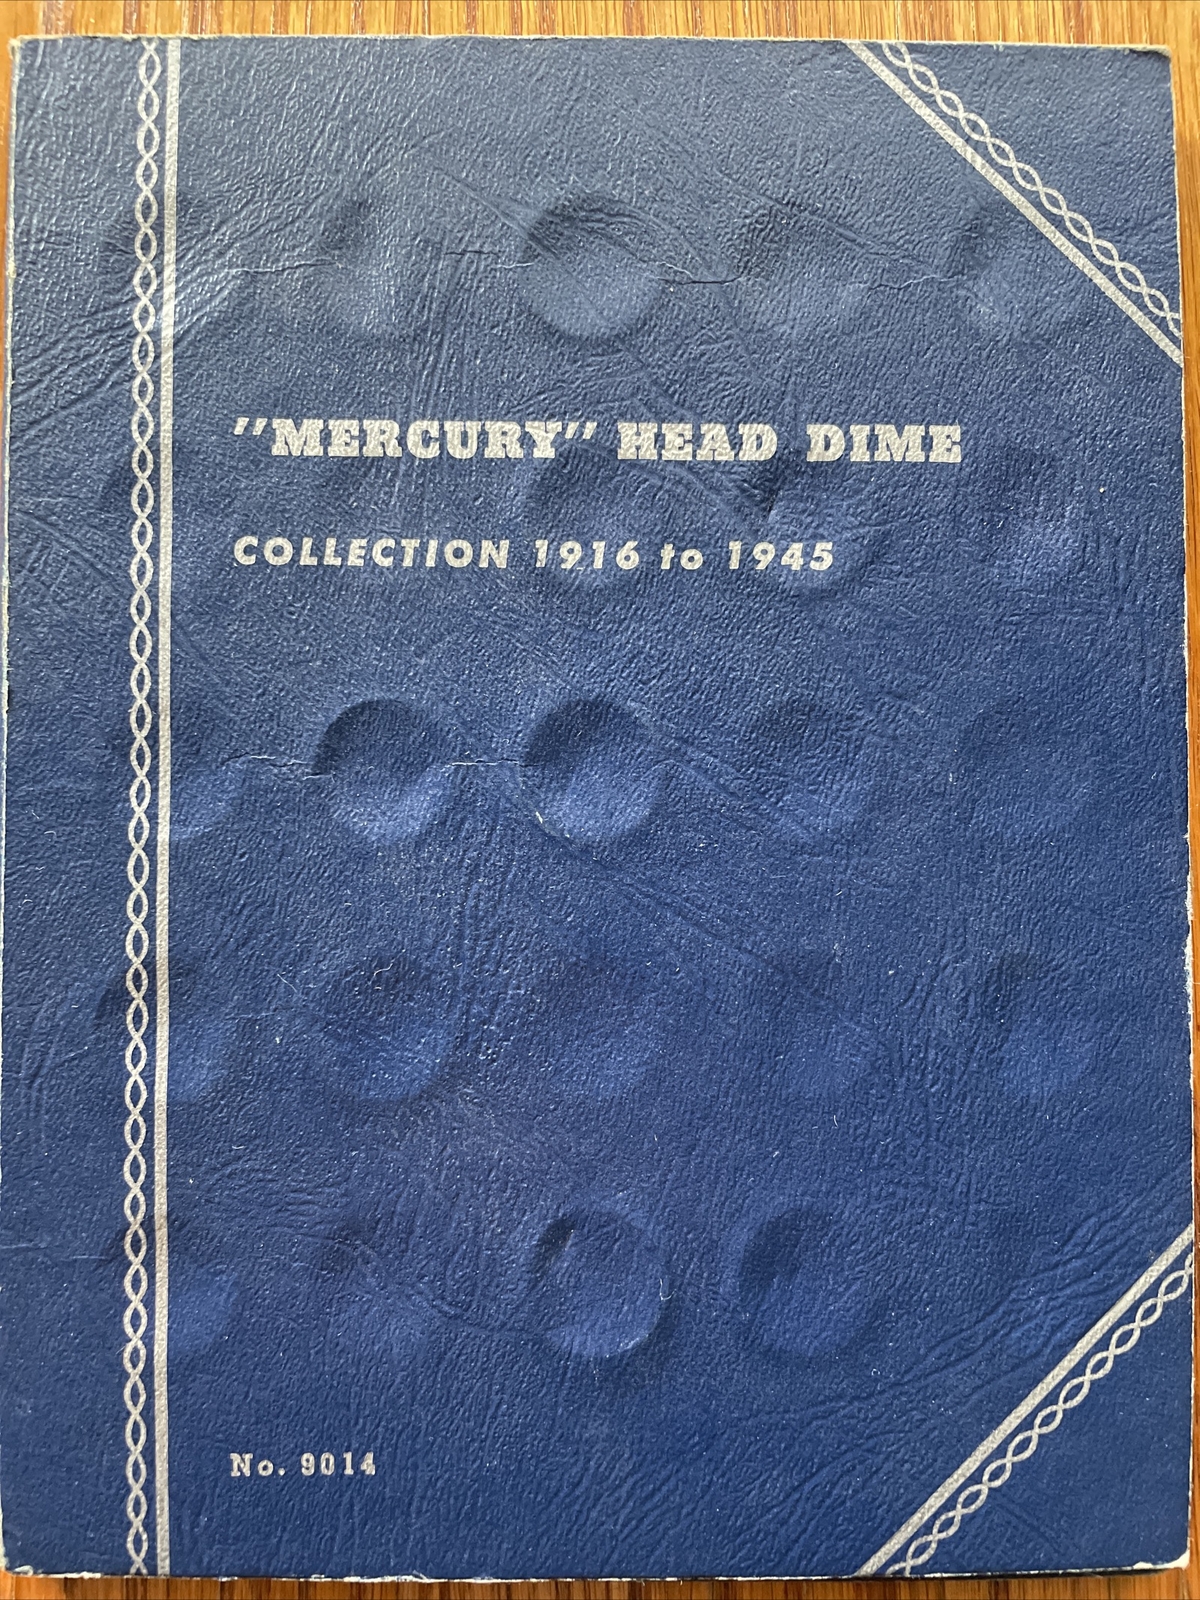 "MERCURY" HEAD DIME
COLLECTION 1916 to 1945
No. 9014